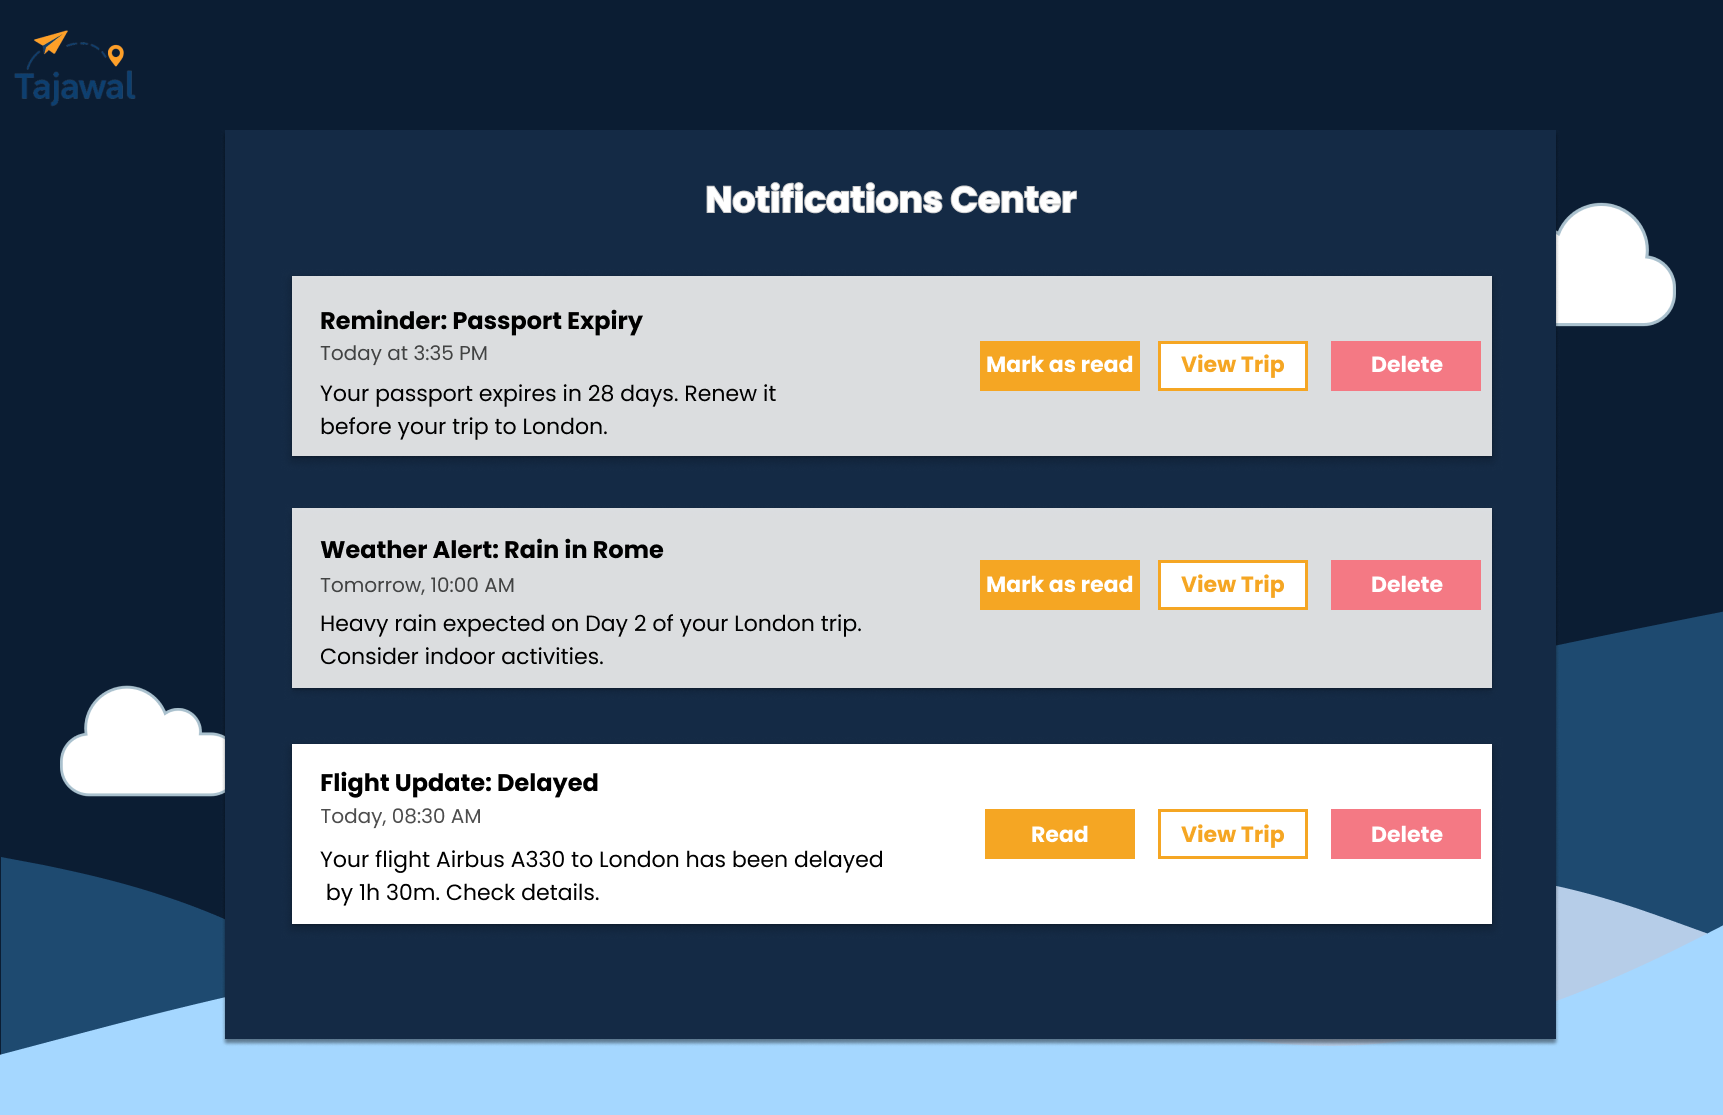 Tajawal
Notifications Center
Reminder: Passport Expiry
Today at 3:35 PM
Your passport expires in 28 days. Renew it
before your trip to London.
Mark as read
View Trip
Delete
Weather Alert: Rain in Rome
Tomorrow, 10:00 AM
Heavy rain expected on Day 2 of your London trip.
Consider indoor activities.
Mark as read
View Trip
Delete
Flight Update: Delayed
Today, 08:30 AM
Your flight Airbus A330 to London has been delayed
by 1h 30m. Check details.
Read
View Trip
Delete